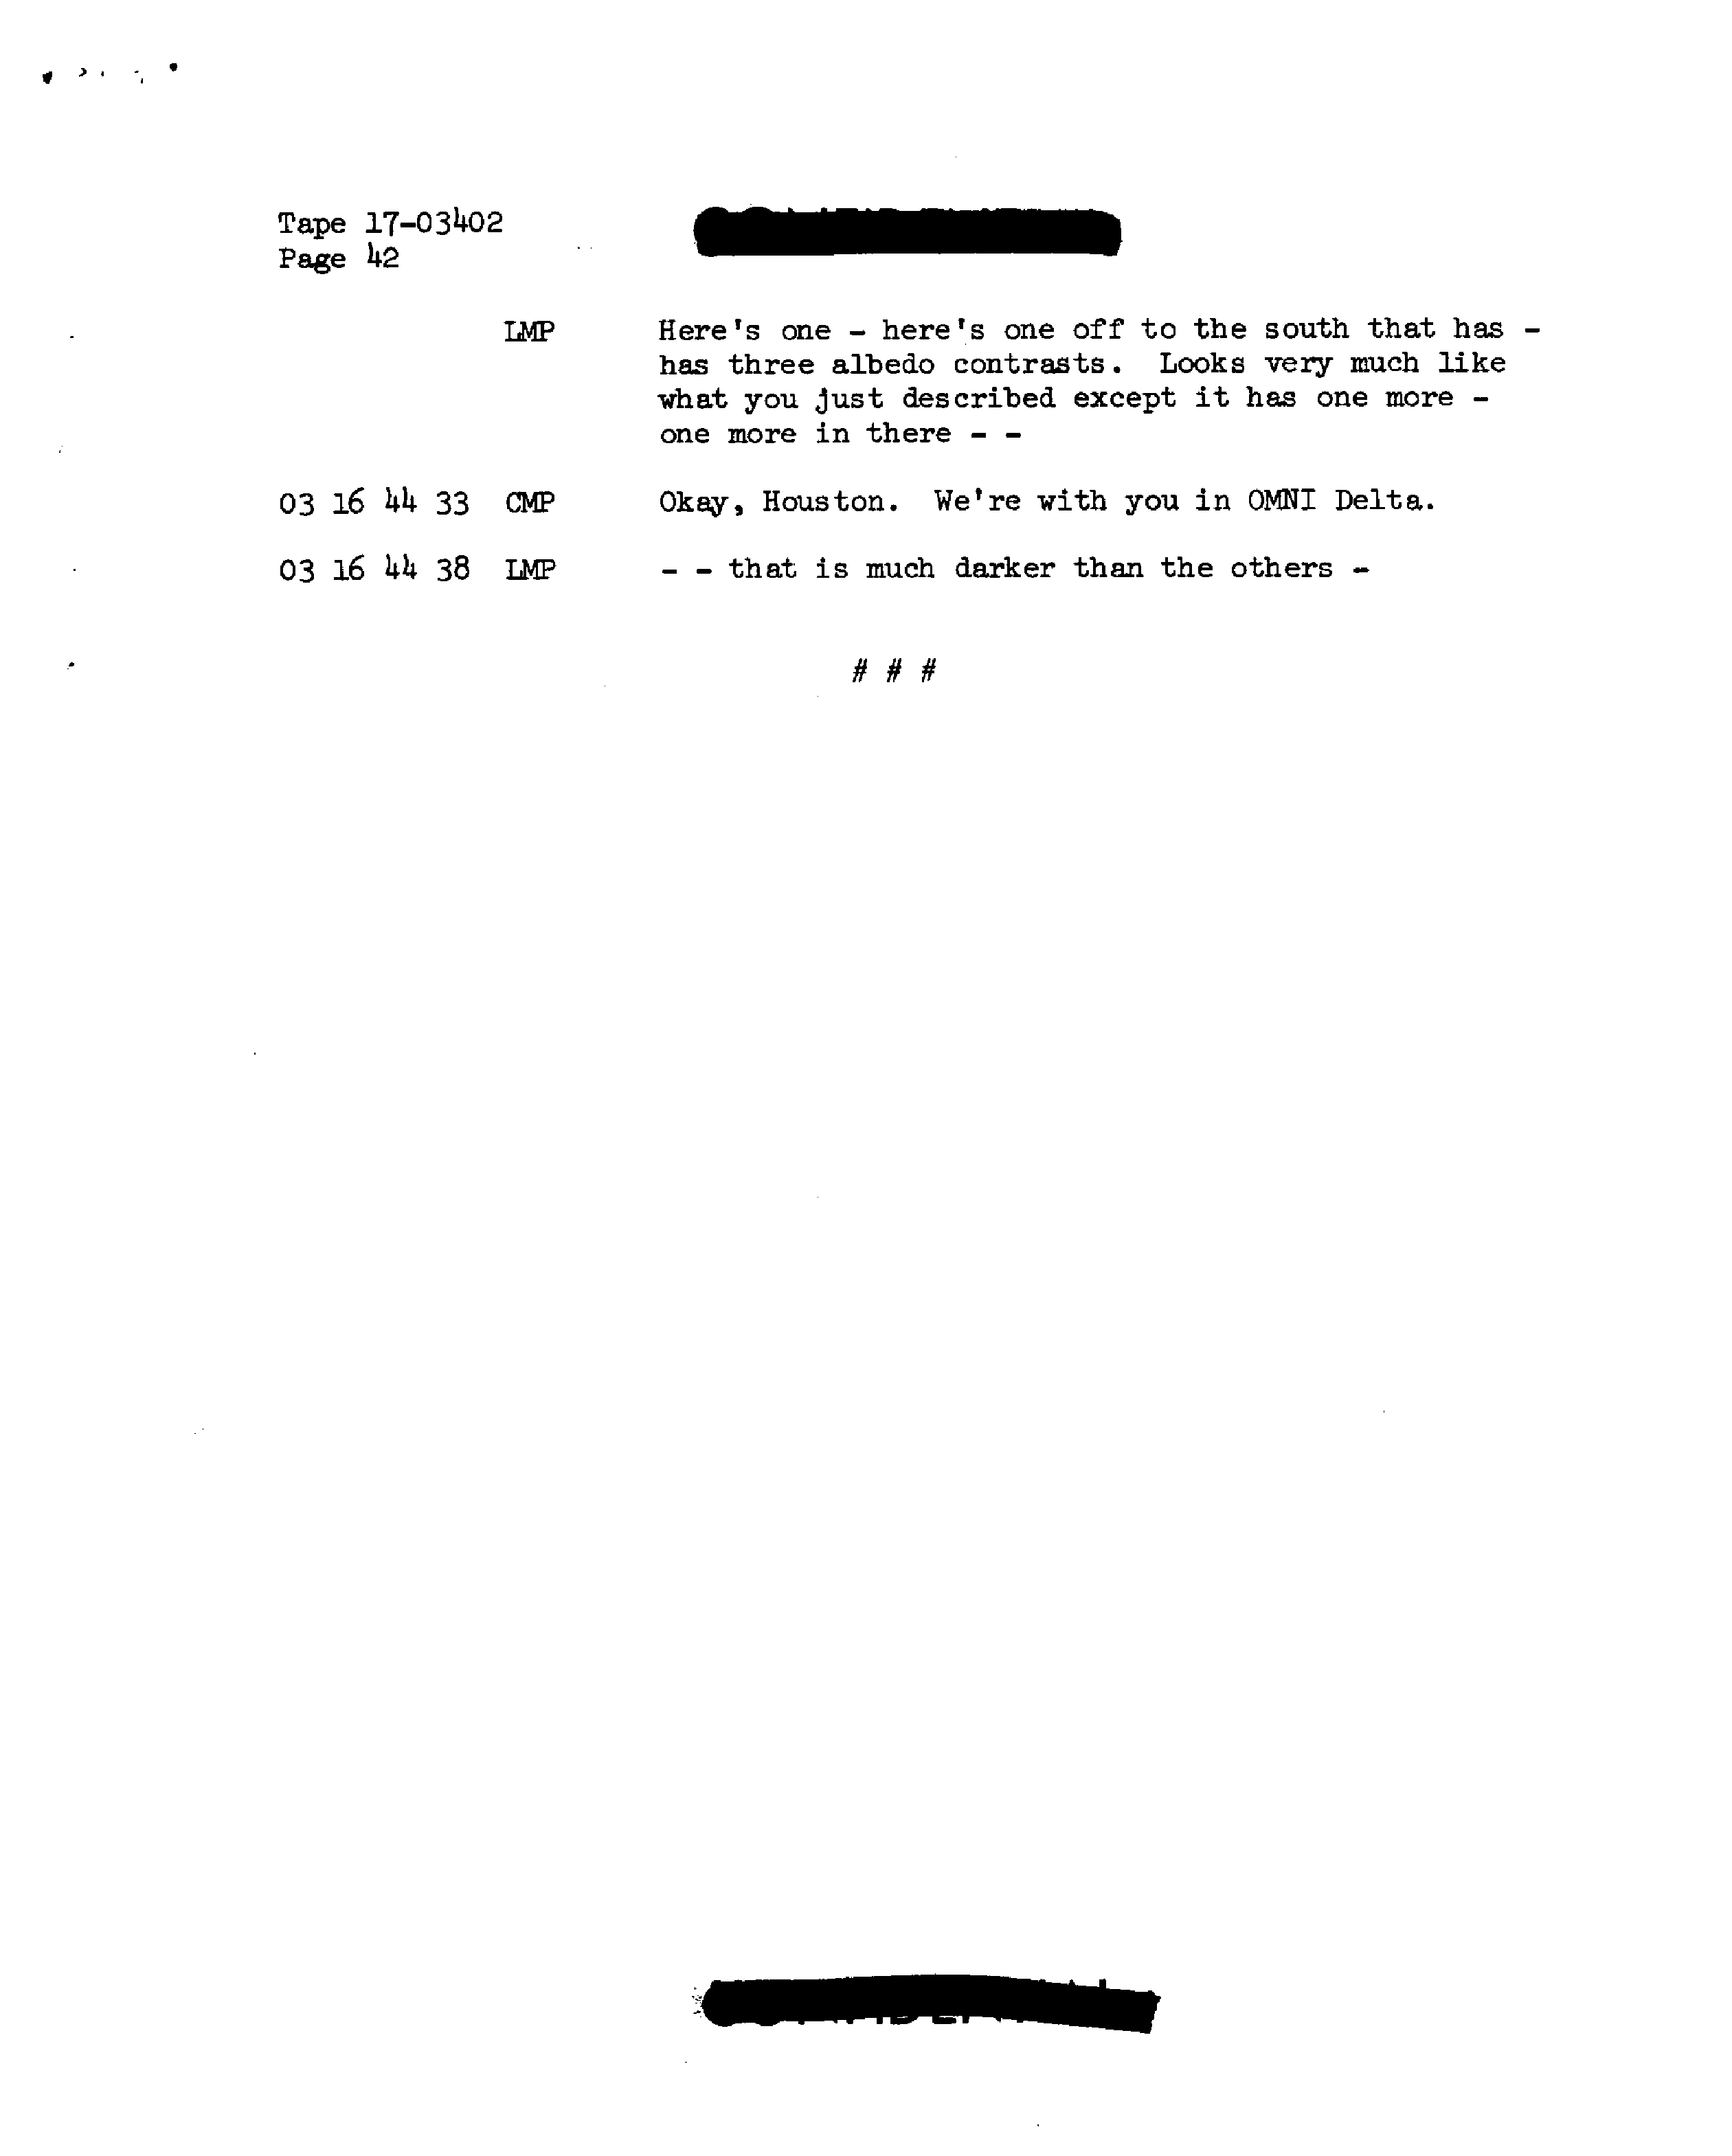 Tape 17-03402
Page 42
LMP Here's one - here's one off to the south that has -
has three albedo contrasts. Looks very much like
what you just described except it has one more -
one more in there - -
03 16 44 33 CMP Okay, Houston. We're with you in OMNI Delta.
03 16 44 38 LMP - - that is much darker than the others -
# # #